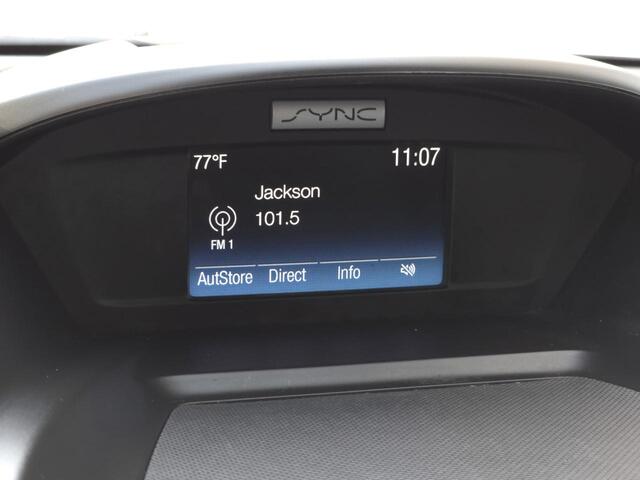 SYNC
77°F 11:07
Jackson
101.5
FM 1
AutStore Direct Info